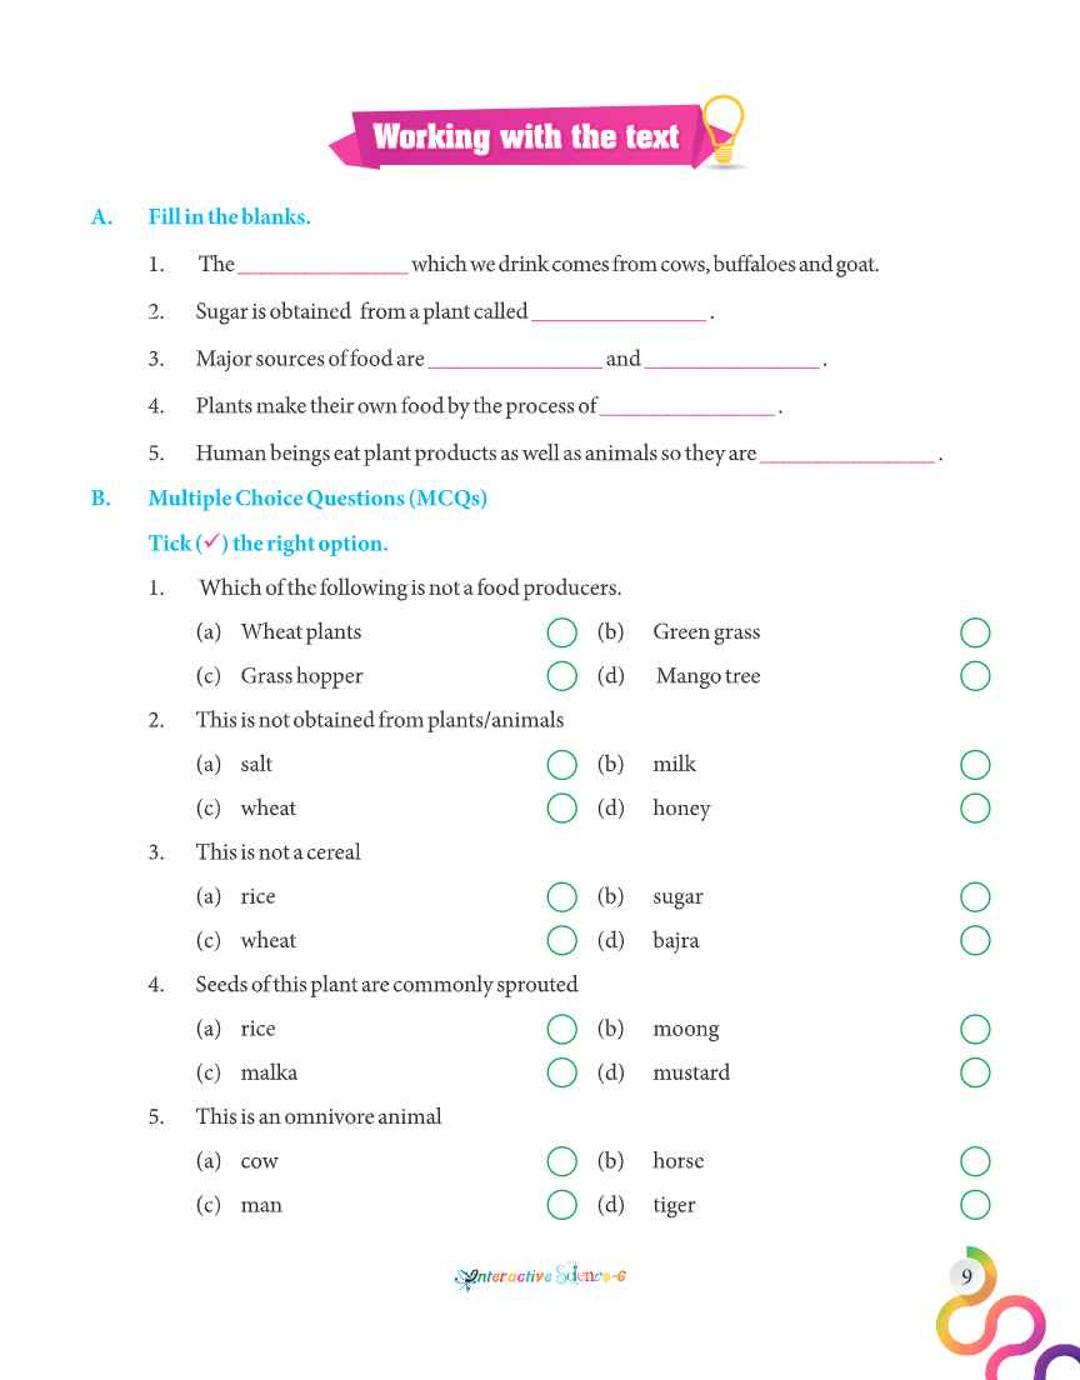 Working with the text
A. Fill in the blanks.
1. The _______________ which we drink comes from cows, buffaloes and goat.
2. Sugar is obtained from a plant called _______________ .
3. Major sources of food are _______________ and _______________ .
4. Plants make their own food by the process of _______________ .
5. Human beings eat plant products as well as animals so they are _______________ .
B. Multiple Choice Questions (MCQs)
Tick (✓) the right option.
1. Which of the following is not a food producers.
(a) Wheat plants (b) Green grass
(c) Grass hopper (d) Mango tree
2. This is not obtained from plants/animals
(a) salt (b) milk
(c) wheat (d) honey
3. This is not a cereal
(a) rice (b) sugar
(c) wheat (d) bajra
4. Seeds of this plant are commonly sprouted
(a) rice (b) moong
(c) malka (d) mustard
5. This is an omnivore animal
(a) cow (b) horse
(c) man (d) tiger
Interactive Science-6
9